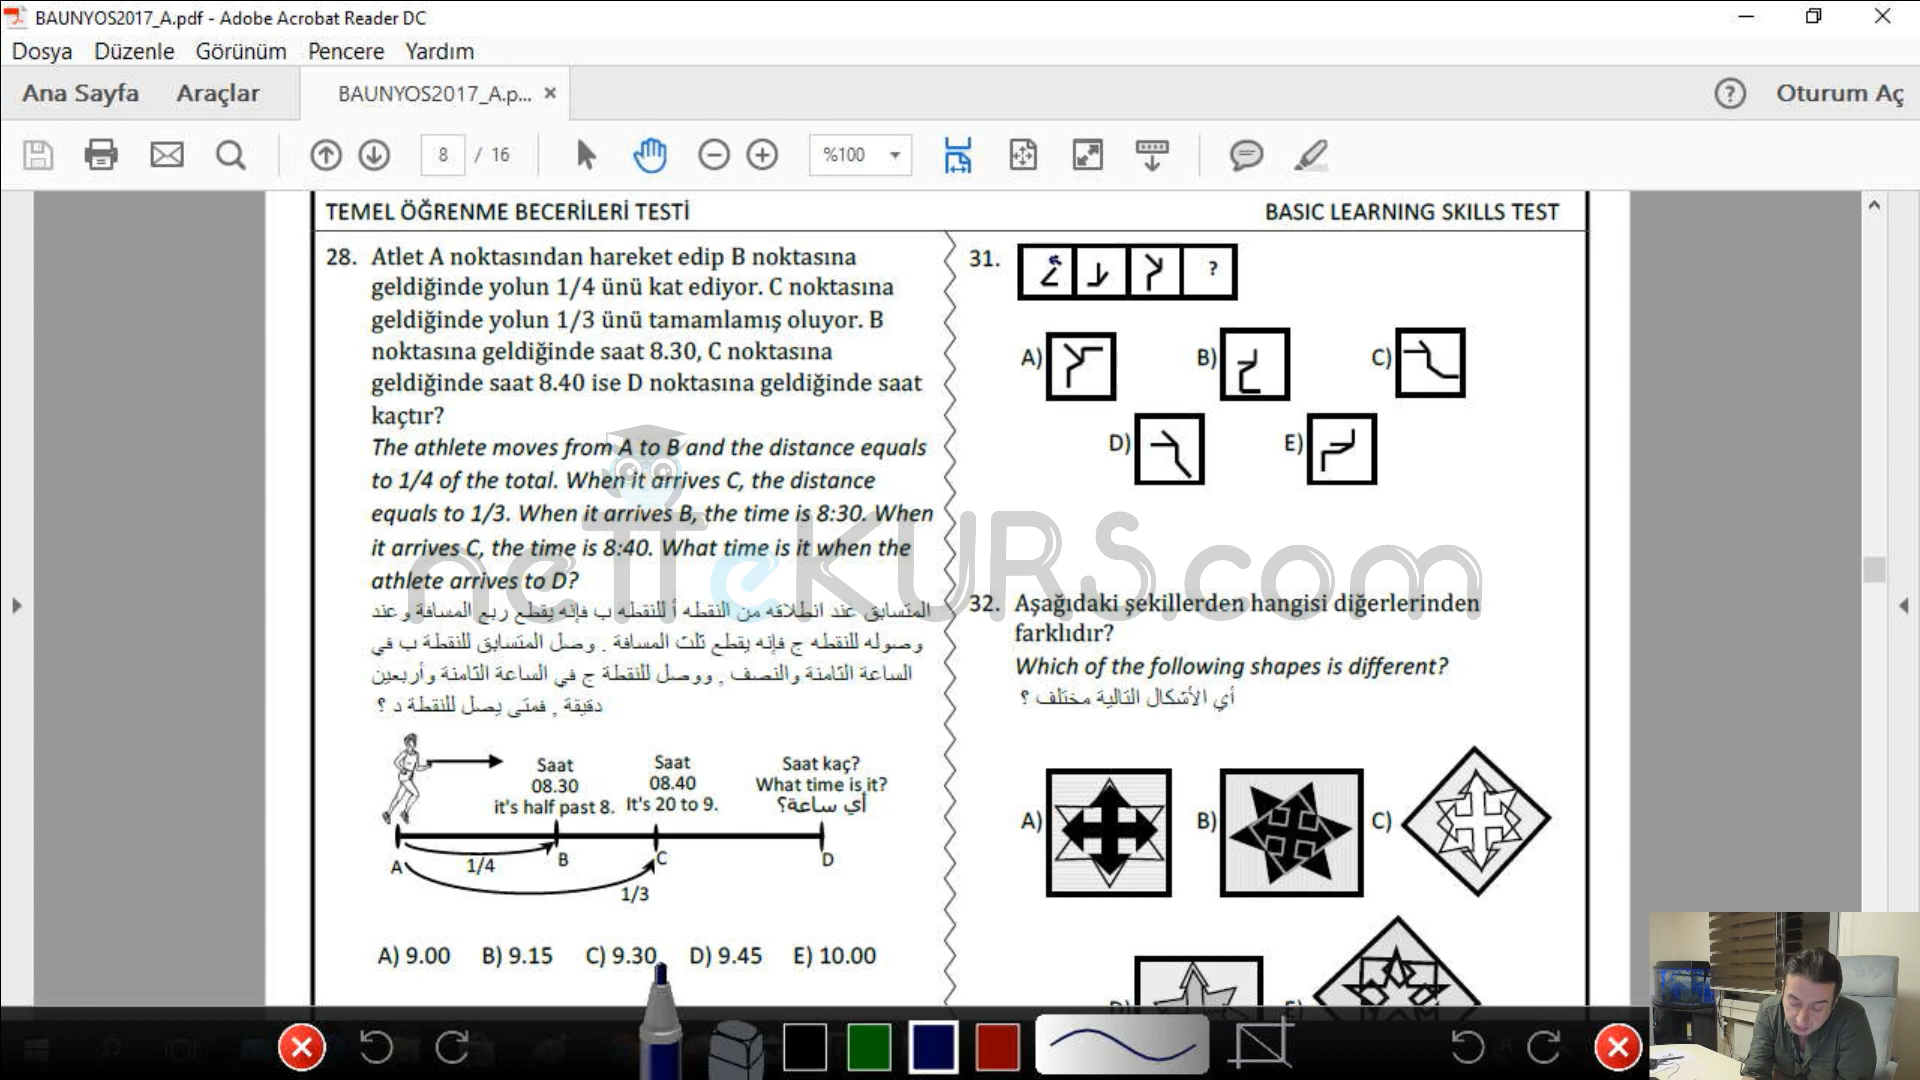 BAUNYOS2017_A.pdf - Adobe Acrobat Reader DC
Dosya Düzenle Görünüm Pencere Yardım
Ana Sayfa Araçlar BAUNYOS2017_A.p... Oturum Aç
8 / 16 %100
TEMEL ÖĞRENME BECERİLERİ TESTİ BASIC LEARNING SKILLS TEST
28. Atlet A noktasından hareket edip B noktasına
geldiğinde yolun 1/4 ünü kat ediyor. C noktasına
geldiğinde yolun 1/3 ünü tamamlamış oluyor. B
noktasına geldiğinde saat 8.30, C noktasına
geldiğinde saat 8.40 ise D noktasına geldiğinde saat
kaçtır?
The athlete moves from A to B and the distance equals
to 1/4 of the total. When it arrives C, the distance
equals to 1/3. When it arrives B, the time is 8:30. When
it arrives C, the time is 8:40. What time is it when the
athlete arrives to D?
المتسابق عند انطلاقه من النقطه أ للنقطه ب فإنه يقطع ربع المسافة وعند
وصوله للنقطه ج فإنه يقطع ثلث المسافة . وصل المتسابق للنقطة ب في
الساعة الثامنة والنصف , ووصل للنقطة ج في الساعة الثامنة وأربعين
دقيقة , فمتى يصل للنقطة د ؟
Saat
08.30
it's half past 8.
Saat
08.40
It's 20 to 9.
Saat kaç?
What time is it?
أي ساعة؟
A 1/4 B C D
1/3
A) 9.00 B) 9.15 C) 9.30 D) 9.45 E) 10.00
31. ?
A) B) C)
D) E)
32. Aşağıdaki şekillerden hangisi diğerlerinden
farklıdır?
Which of the following shapes is different?
أي الأشكال التالية مختلف ؟
A) B) C)
D) E)
neTTeKURS.com